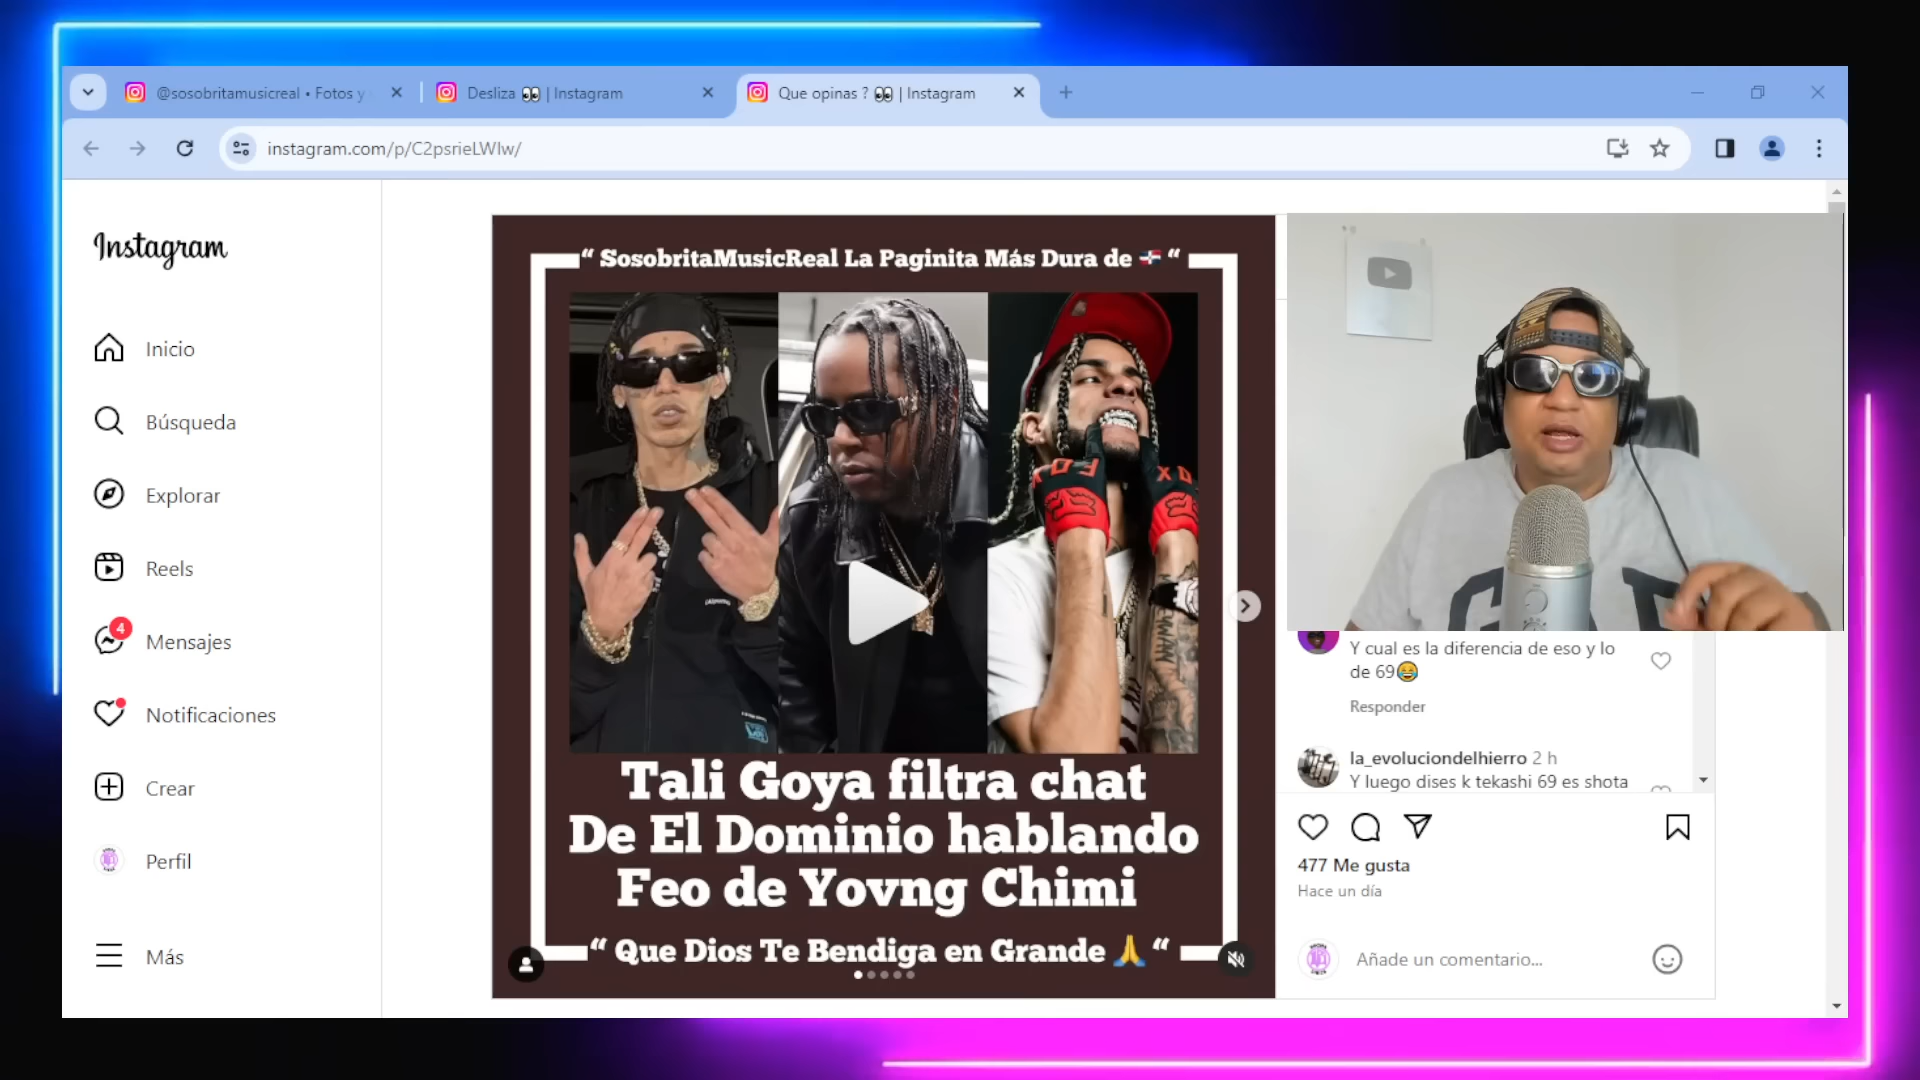 @sosobritamusicreal • Fotos y
Desliza 👀 | Instagram
Que opinas ? 👀 | Instagram
instagram.com/p/C2psrieLWIw/
Instagram
Inicio
Búsqueda
Explorar
Reels
4
Mensajes
Notificaciones
Crear
Perfil
Más
“ SosobritaMusicReal La Paginita Más Dura de 🇩🇴 “
Tali Goya filtra chat
De El Dominio hablando
Feo de Yovng Chimi
“ Que Dios Te Bendiga en Grande 🙏 “
Y cual es la diferencia de eso y lo
de 69😂
Responder
la_evoluciondelhierro 2 h
Y luego dises k tekashi 69 es shota
477 Me gusta
Hace un día
Añade un comentario...